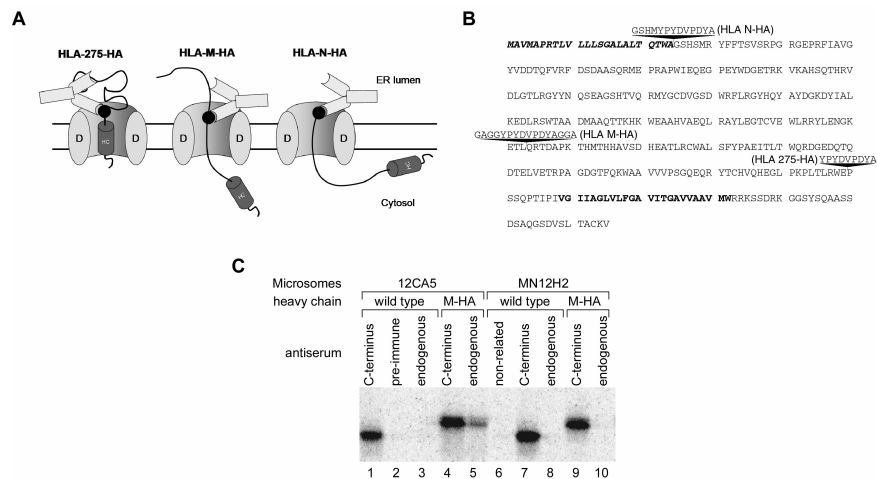 A
HLA-275-HA HLA-M-HA HLA-N-HA
ER lumen
D D D D D D
HC
HC
HC
Cytosol
B
GSHMYPYDVPDYA (HLA N-HA)
MAVMAPRTLV LLLSGALALT QTWAGSHSMR YFFTSVSRPG RGEPRFIAVG
YVDDTQFVRF DSDAASQRME PRAPWIEQEG PEYWDGETRK VKAHSQTHRV
DLGTLRGYYN QSEAGSHTVQ RMYGCDVGSD WRFLRGYHQY AYDGKDYIAL
KEDLRSWTAA DMAAQTTKHK WEAAHVAEQL RAYLEGTCVE WLRRYLENGK
GAGGYPYDVPDYAGGA (HLA M-HA)
ETLQRTDAPK THMTHHAVSD HEATLRCWAL SFYPAEITLT WQRDGEDQTQ
(HLA 275-HA) YPYDVPDYA
DTELVETRPA GDGTFQKWAA VVVPSGQEQR YTCHVQHEGL PKPLTLRWEP
SSQPTIPIVG IIAGLVLFGA VITGAVVAAV MWRRKSSDRK GGSYSQAASS
DSAQGSDVSL TACKV
C
Microsomes 12CA5 MN12H2
heavy chain wild type M-HA wild type M-HA
antiserum C-terminus pre-immune endogenous C-terminus endogenous non-related C-terminus endogenous C-terminus endogenous
1 2 3 4 5 6 7 8 9 10